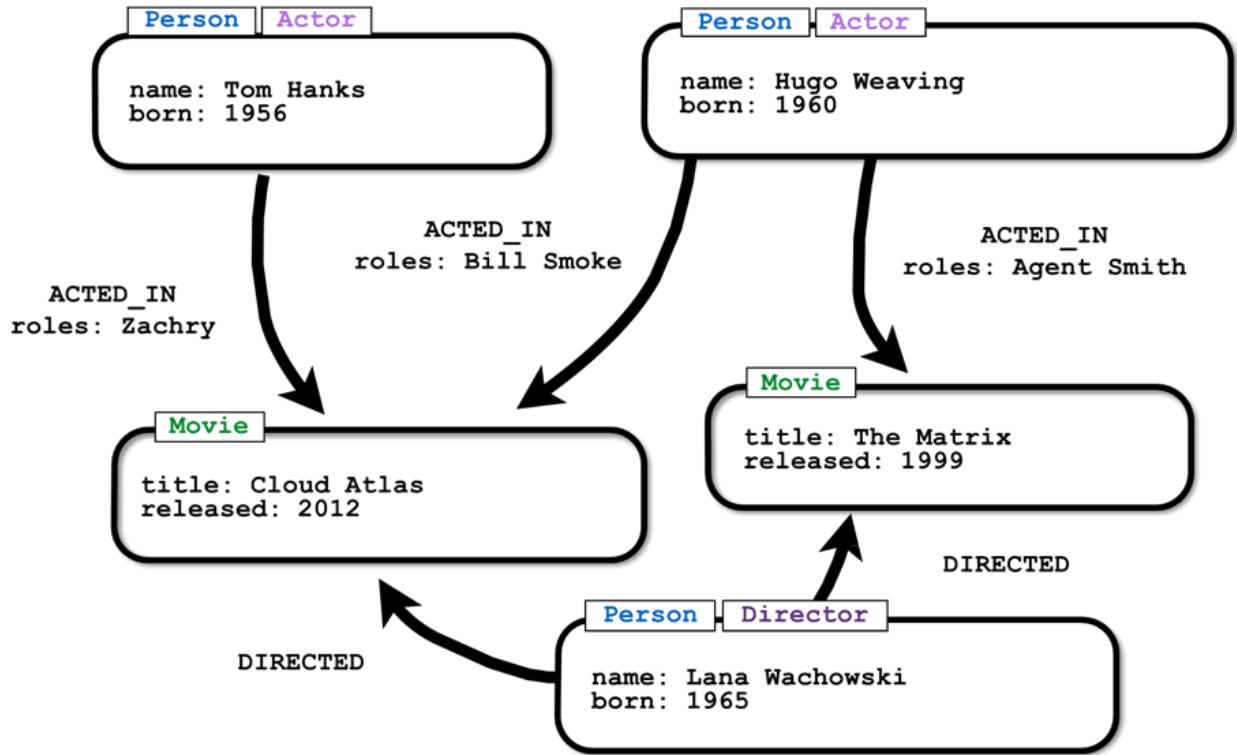 Person Actor
name: Tom Hanks
born: 1956
Person Actor
name: Hugo Weaving
born: 1960
ACTED_IN
roles: Zachry
ACTED_IN
roles: Bill Smoke
ACTED_IN
roles: Agent Smith
Movie
title: Cloud Atlas
released: 2012
Movie
title: The Matrix
released: 1999
DIRECTED
DIRECTED
Person Director
name: Lana Wachowski
born: 1965